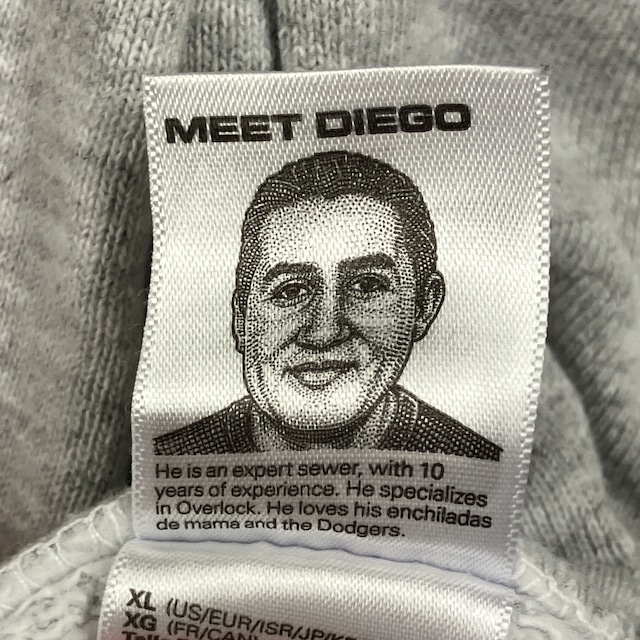 MEET DIEGO
He is an expert sewer, with 10
years of experience. He specializes
in Overlock. He loves his enchiladas
de mama and the Dodgers.
XL (US/EUR/ISR/JP/
XG (FR/CAN)